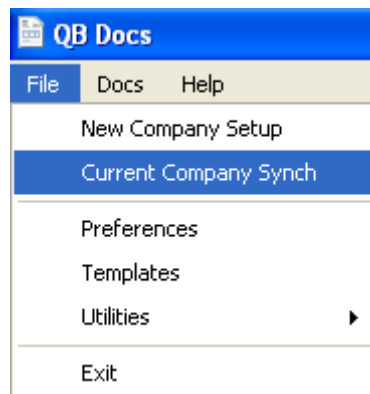 QB Docs
File Docs Help
New Company Setup
Current Company Synch
Preferences
Templates
Utilities
Exit